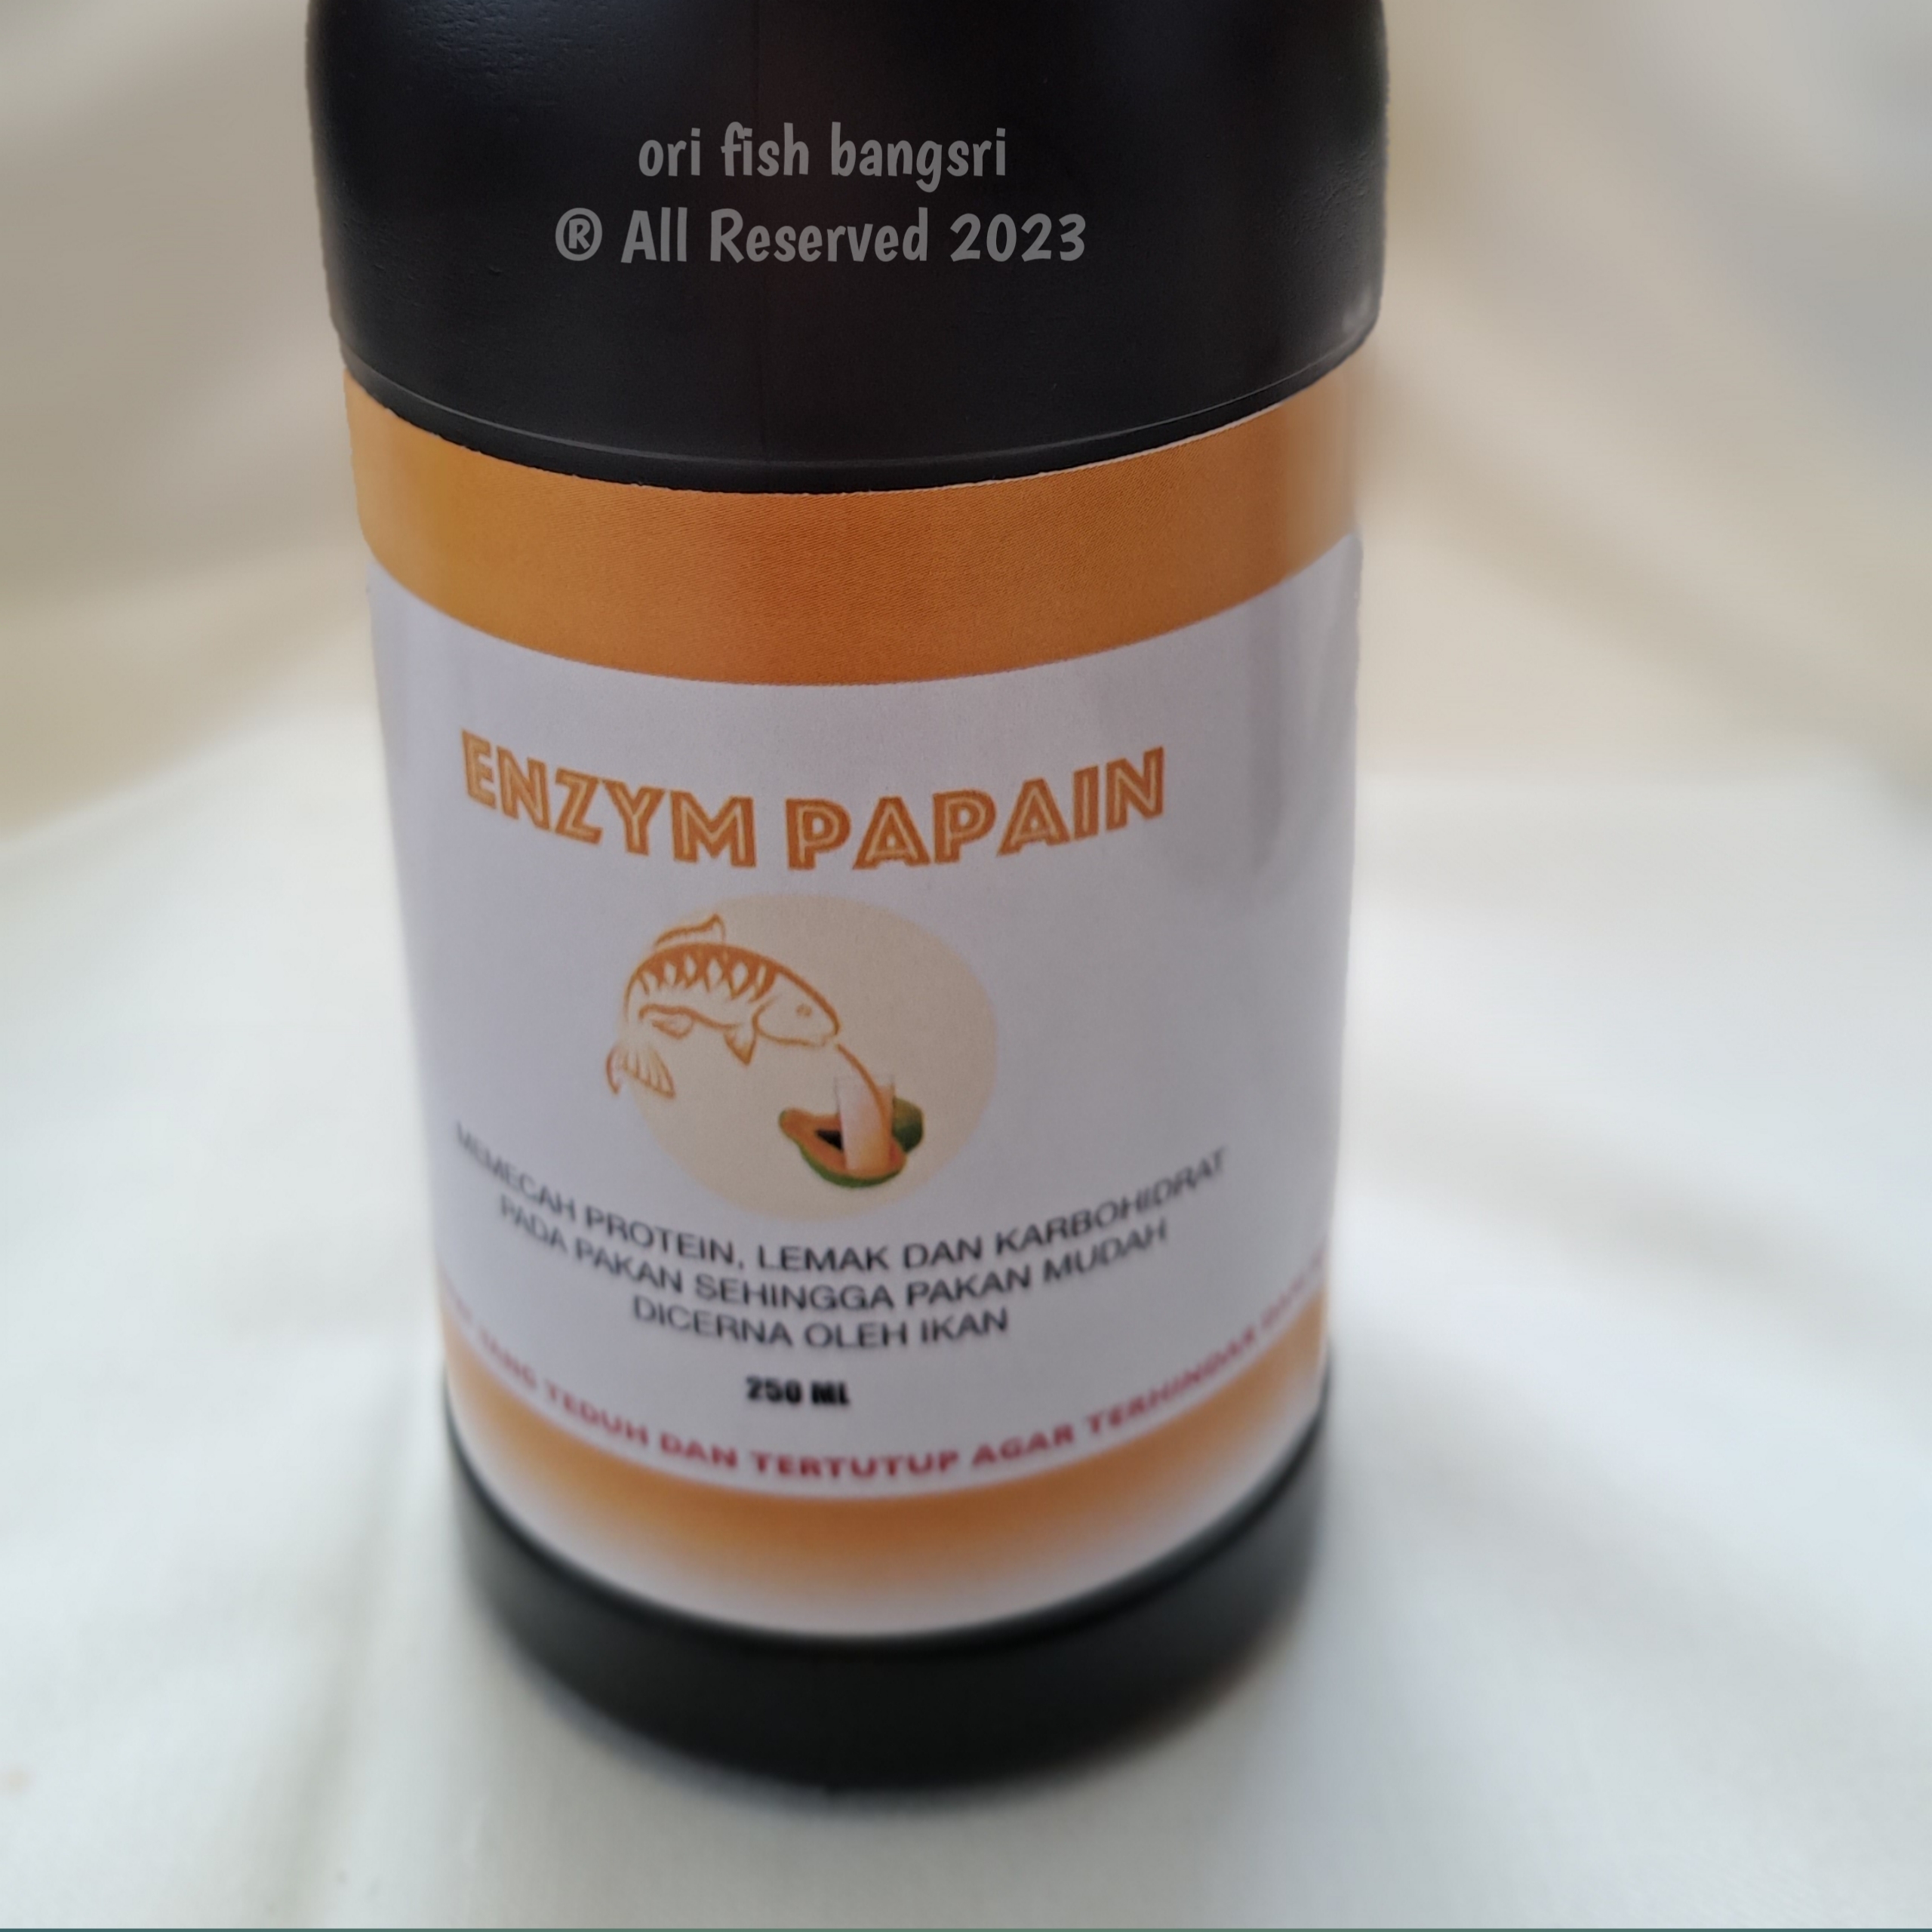 ori fish bangsri
® All Reserved 2023
ENZYM PAPAIN
MEMECAH PROTEIN, LEMAK DAN KARBOHIDRAT
PADA PAKAN SEHINGGA PAKAN MUDAH
DICERNA OLEH IKAN
250 ML
YANG TEDUH DAN TERTUTUP AGAR TERHINDAR